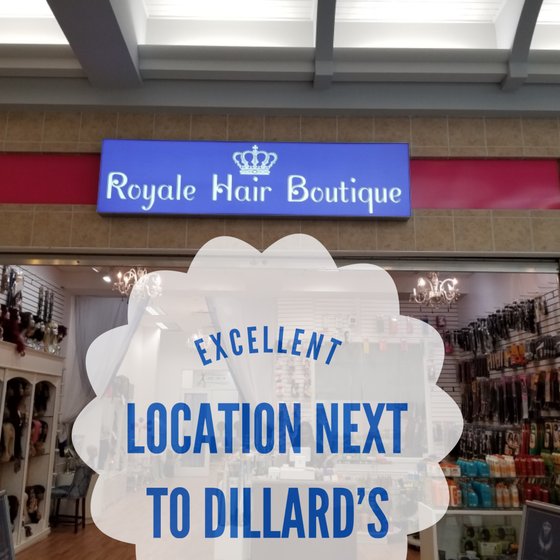 Royale Hair Boutique
EXCELLENT
LOCATION NEXT
TO DILLARD'S